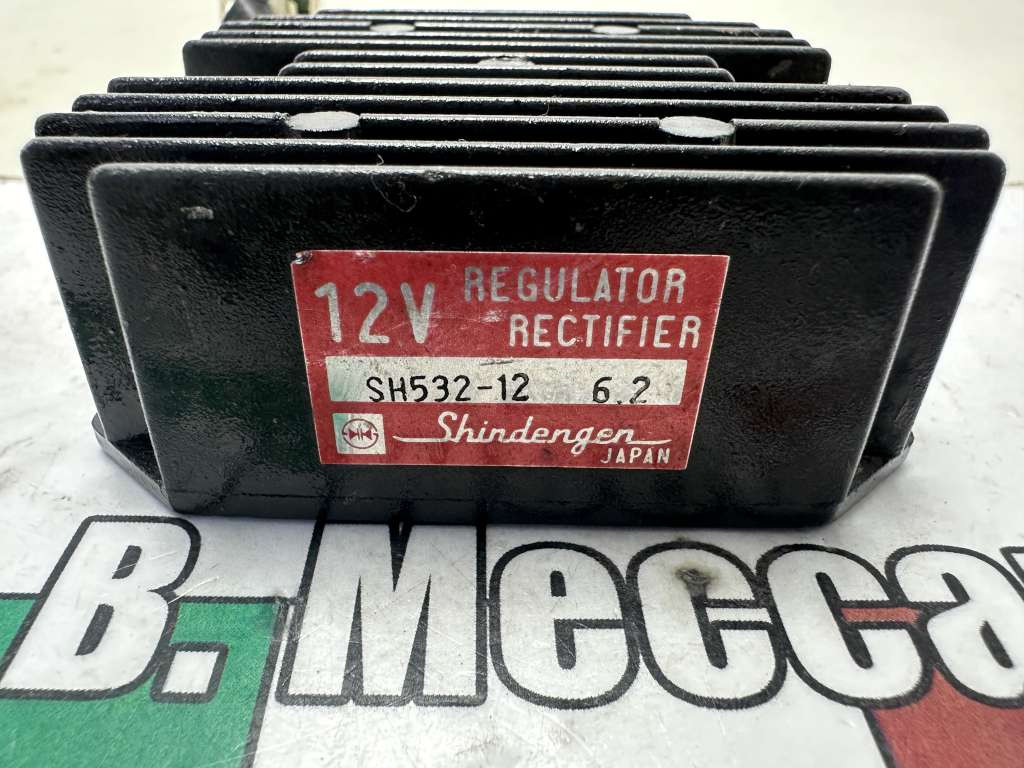 12V REGULATOR
RECTIFIER
SH532-12 6.2
Shindengen
JAPAN
B. Mecca